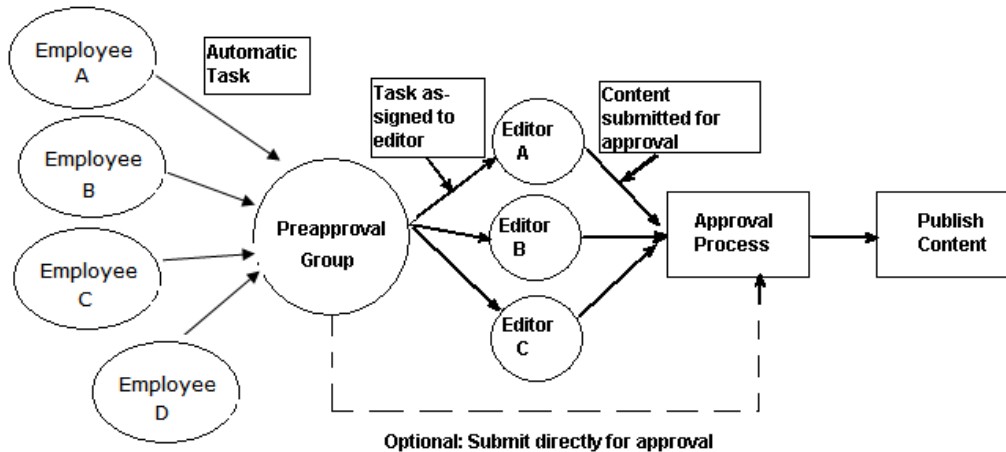 Employee
A
Automatic
Task
Employee
B
Employee
C
Employee
D
Preapproval
Group
Task as-
signed to
editor
Editor
A
Editor
B
Editor
C
Content
submitted for
approval
Approval
Process
Publish
Content
Optional: Submit directly for approval